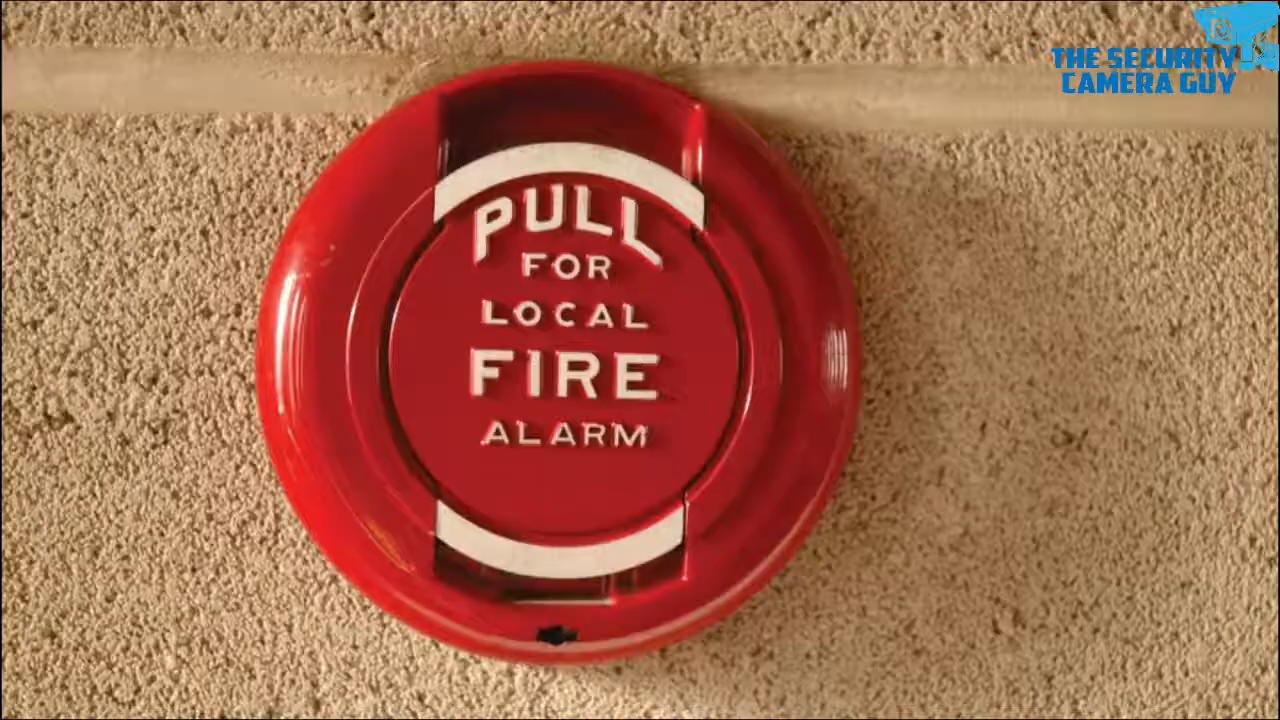 THE SECURITY
CAMERA GUY
PULL
FOR
LOCAL
FIRE
ALARM